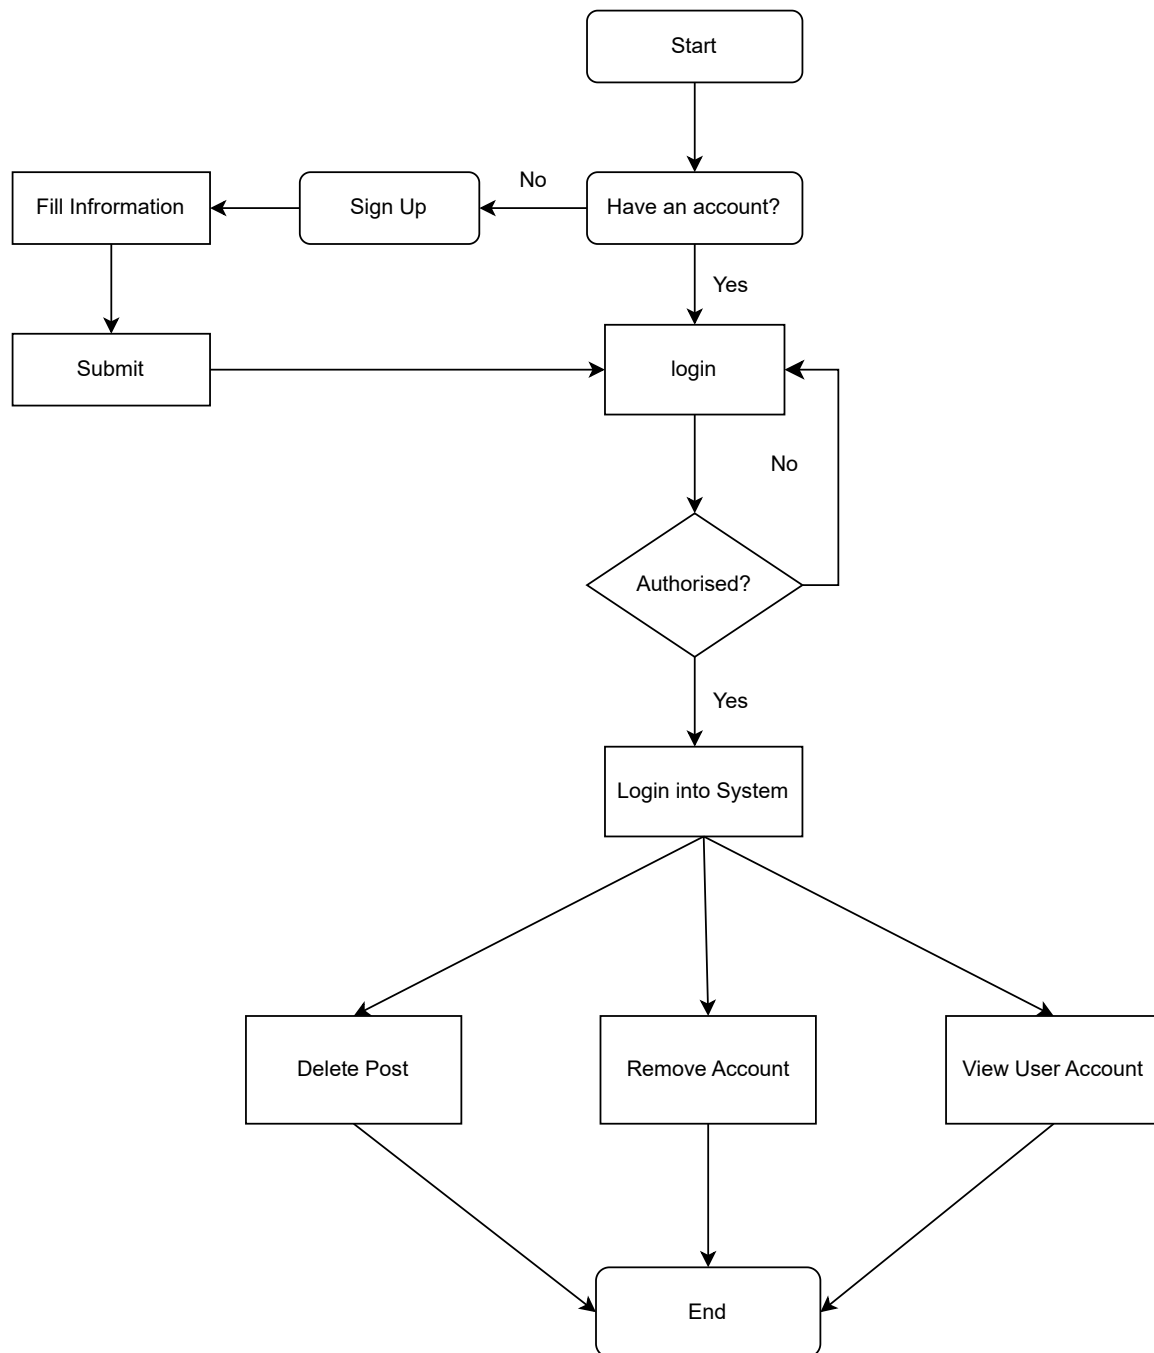 Start
No
Fill Infrormation
Sign Up
Have an account?
Yes
Submit
login
No
Authorised?
Yes
Login into System
Delete Post
Remove Account
View User Account
End